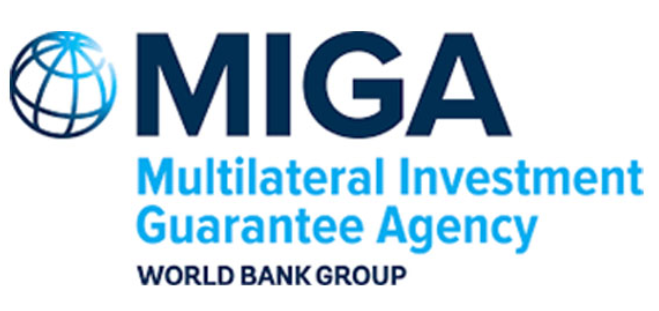 MIGA
Multilateral Investment
Guarantee Agency
WORLD BANK GROUP